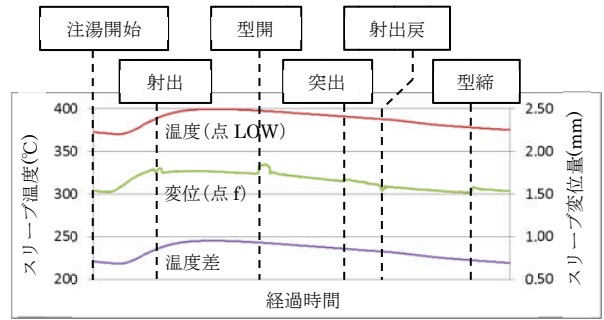 注湯開始
型開
射出戻
射出
突出
型締
400
350
300
250
200
スリーブ温度(℃)
温度(点 LOW)
変位(点 f)
温度差
2.50
2.00
1.50
1.00
0.50
スリーブ変位量(mm)
経過時間